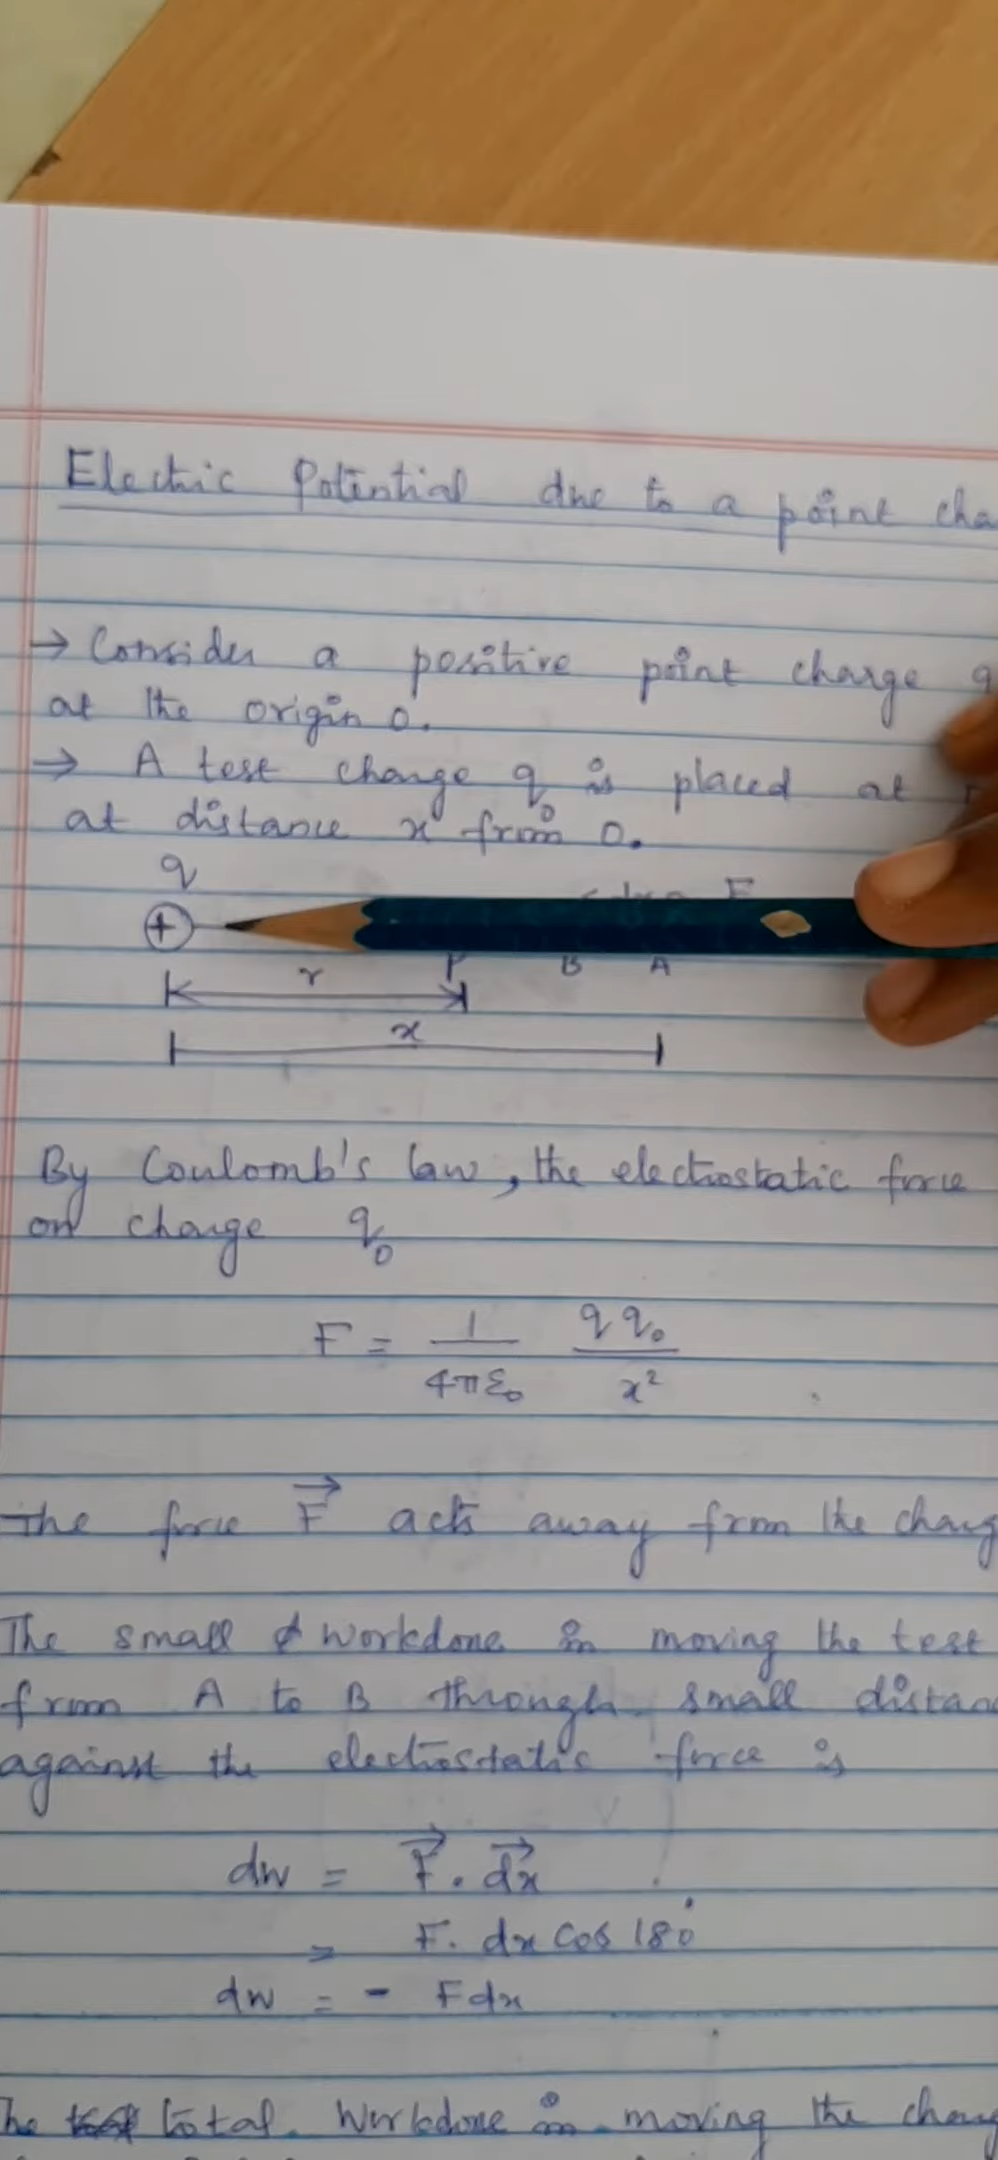 Electric Potential due to a point cha
→ Consider a positive point charge q
at the origin O.
→ A test charge q₀ is placed at
at distance x from O.
q
+
F
P B A
r
x
By Coulomb's law, the electrostatic force
on charge q₀
F = 1/4πε₀ qq₀/x²
The force F⃗ acts away from the charg
The small workdone in moving the test
from A to B through small distan
against the electrostatic force is
dw = F⃗ . dx⃗
= F. dx cos 180°
dw = - Fdx
The total workdone in moving the charg